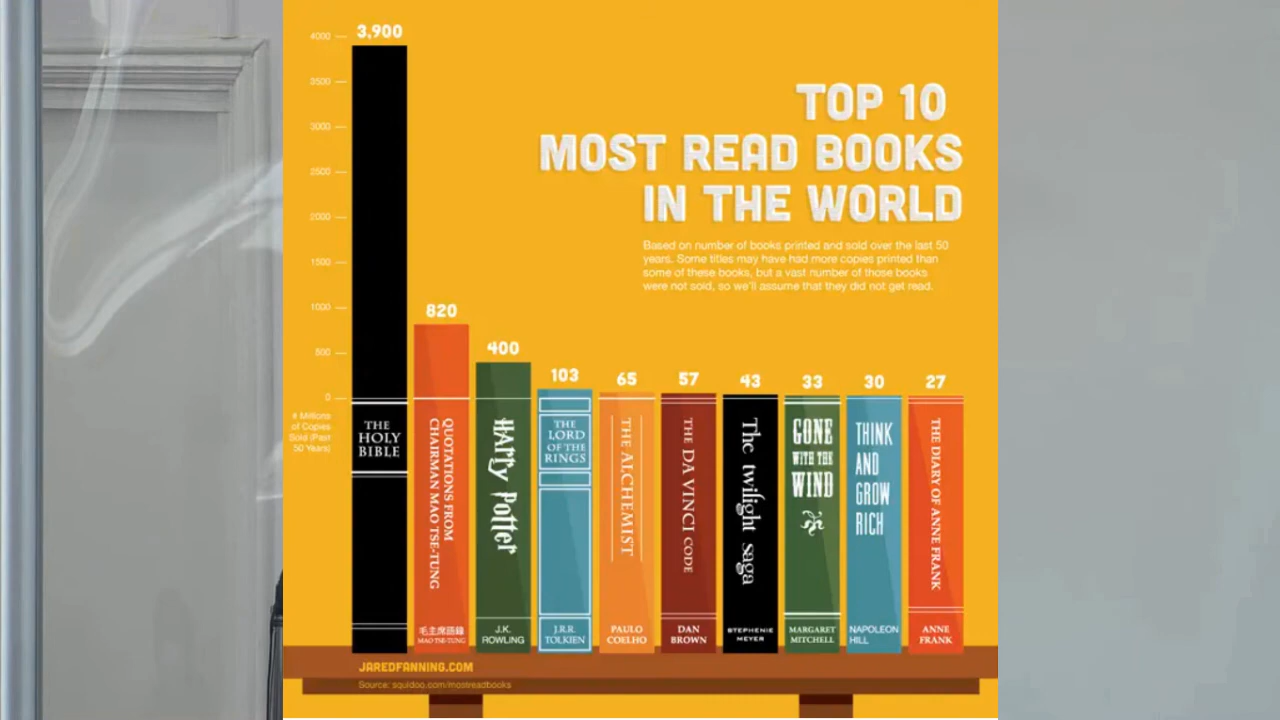 TOP 10
MOST READ BOOKS
IN THE WORLD
Based on number of books printed and sold over the last 50
years. Some titles may have had more copies printed than
some of these books, but a vast number of those books
were not sold, so we'll assume that they did not get read.
4000
3500
3000
2500
2000
1500
1000
500
0
# Millions
of Copies
Sold (Past
50 Years)
3,900
820
400
103
65
57
43
33
30
27
THE
HOLY
BIBLE
QUOTATIONS FROM
CHAIRMAN MAO TSE-TUNG
毛主席語錄
MAO TSE-TUNG
Harry Potter
J.K.
ROWLING
THE
LORD
OF THE
RINGS
J.R.R.
TOLKIEN
THE ALCHEMIST
PAULO
COELHO
THE DA VINCI CODE
DAN
BROWN
The twilight saga
STEPHENIE
MEYER
GONE
WITH THE
WIND
MARGARET
MITCHELL
THINK
AND
GROW
RICH
NAPOLEON
HILL
THE DIARY OF ANNE FRANK
ANNE
FRANK
JAREDFANNING.COM
Source: squidoo.com/mostreadbooks